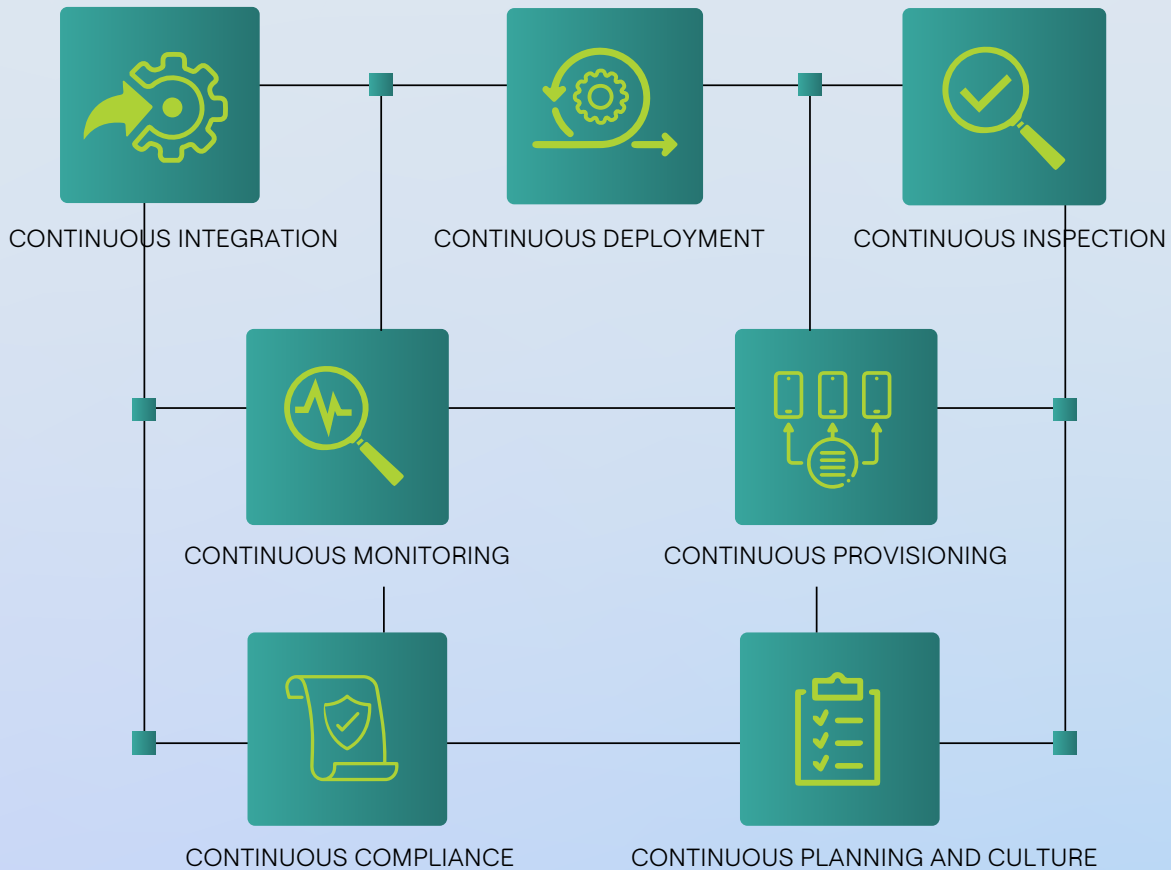 CONTINUOUS INTEGRATION
CONTINUOUS DEPLOYMENT
CONTINUOUS INSPECTION
CONTINUOUS MONITORING
CONTINUOUS PROVISIONING
CONTINUOUS COMPLIANCE
CONTINUOUS PLANNING AND CULTURE